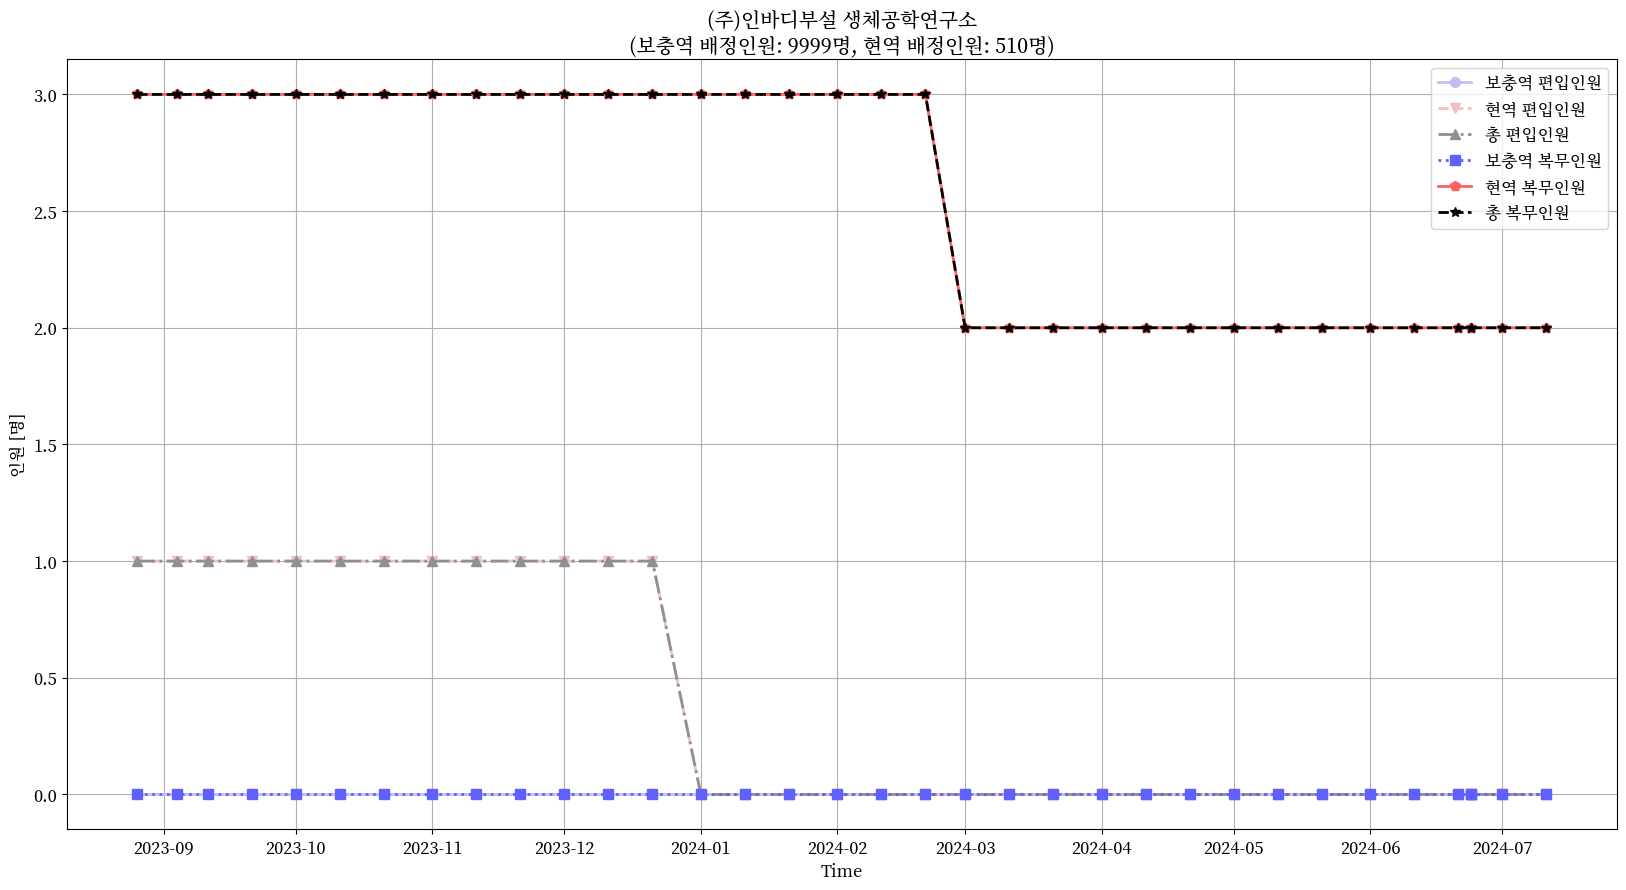 (주)인바디부설 생체공학연구소
(보충역 배정인원: 9999명, 현역 배정인원: 510명)
3.0
2.5
2.0
1.5
1.0
0.5
0.0
인원 [명]
보충역 편입인원
현역 편입인원
총 편입인원
보충역 복무인원
현역 복무인원
총 복무인원
2023-09 2023-10 2023-11 2023-12 2024-01 2024-02 2024-03 2024-04 2024-05 2024-06 2024-07
Time